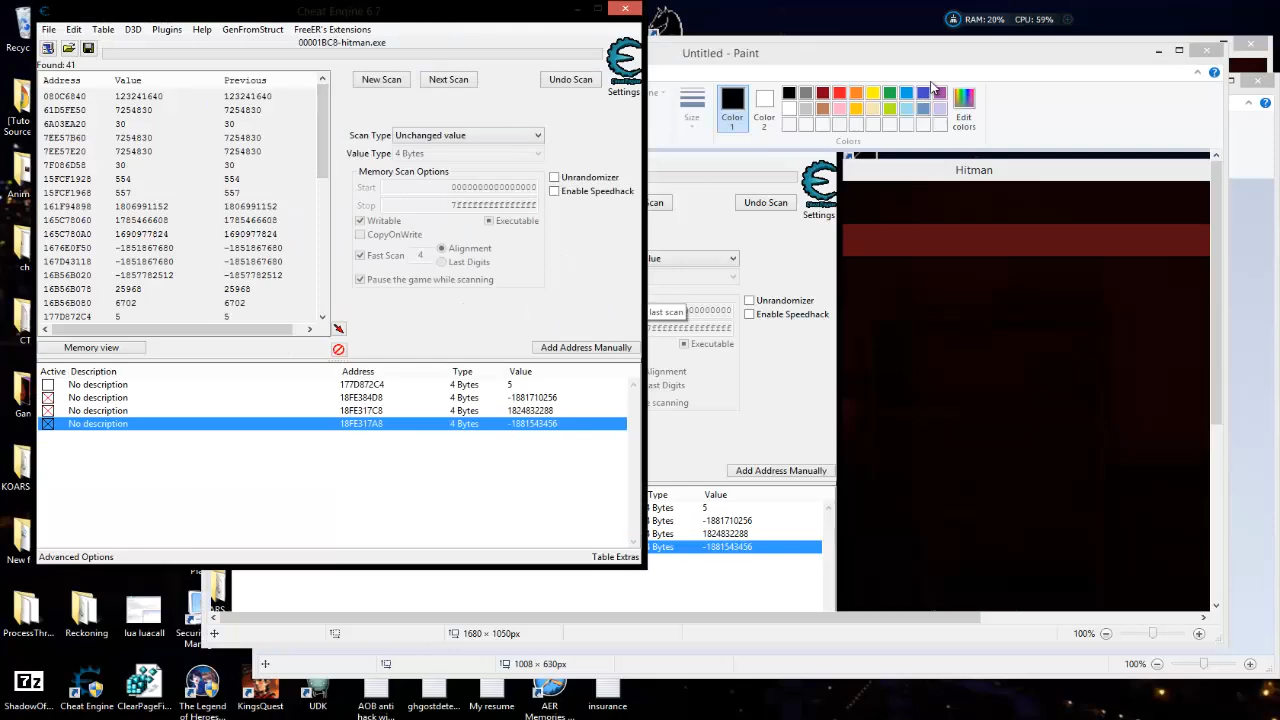 Recyc
RAM: 20% CPU: 59%
Cheat Engine 6.7
File Edit Table D3D Plugins Help GenFromStruct FreeER's Extensions
00001BC8-hitman.exe
Found: 41
Address Value Previous
080C6840 123241640 123241640
61D5FE50 7254830 7254830
6A03EA20 30 30
7EE57B60 7254830 7254830
7EE57E20 7254830 7254830
7F086D58 30 30
15FCF1928 554 554
15FCF1968 557 557
161F94898 1806991152 1806991152
165C78060 1785466608 1785466608
165C780A0 1690977824 1690977824
1676E0F50 -1851867680 -1851867680
167D43118 -1851867680 -1851867680
16B56B020 -1857782512 -1857782512
16B56B078 25968 25968
16B56B080 6702 6702
177D872C4 5 5
New Scan Next Scan Undo Scan
Settings
Scan Type Unchanged value
Value Type 4 Bytes
Memory Scan Options
Start 0000000000000000
Stop 7fffffffffffffff
Writable Executable
CopyOnWrite
Fast Scan 4 Alignment
Last Digits
Pause the game while scanning
Unrandomizer
Enable Speedhack
Memory view
Add Address Manually
Active Description Address Type Value
No description 177D872C4 4 Bytes 5
No description 18FE384D8 4 Bytes -1881710256
No description 18FE317C8 4 Bytes 1824832288
No description 18FE317A8 4 Bytes -1881543456
Advanced Options Table Extras
Untitled - Paint
Size
Color
1
Color
2
Edit
colors
Colors
Hitman
can
Undo Scan
Settings
lue
Unrandomizer
Enable Speedhack
last scan
Executable
lignment
ast Digits
scanning
Add Address Manually
Type Value
Bytes 5
Bytes -1881710256
Bytes 1824832288
Bytes -1881543456
1680 × 1050px
100%
1008 × 630px
100%
[Tuto
Source
Anim
ch
CT
Gan
KOARS
New f
ProcessThr...
Reckoning
lua luacall
Securi
Mana
ShadowOf...
Cheat Engine
ClearPageFi...
The Legend
of Heroes...
KingsQuest
UDK
AOB anti
hack wi...
ghgostdete...
My resume
AER
Memories ...
insurance